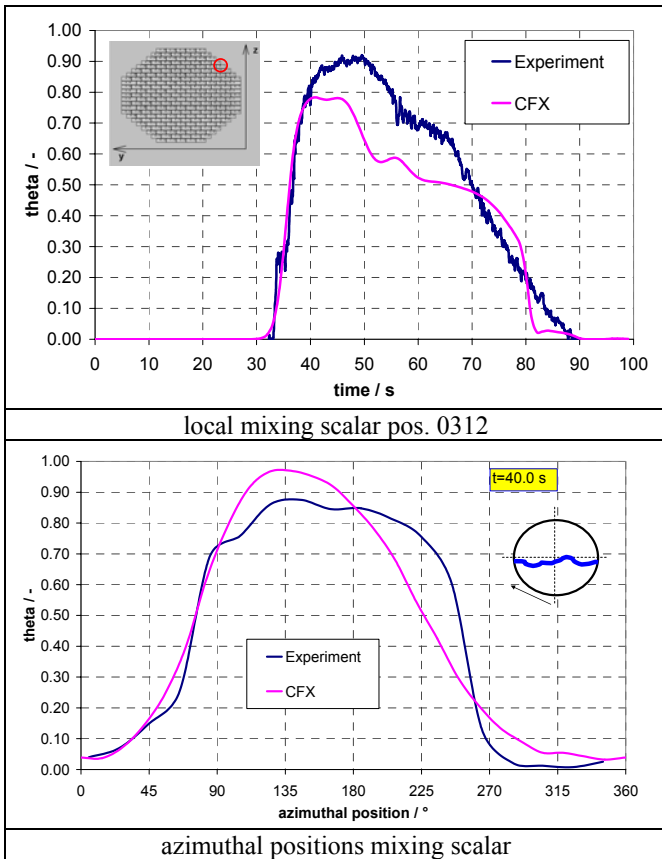 1.00
0.90
0.80
0.70
0.60
0.50
0.40
0.30
0.20
0.10
0.00
theta / -
z
y
Experiment
CFX
0 10 20 30 40 50 60 70 80 90 100
time / s
local mixing scalar pos. 0312
1.00
0.90
0.80
0.70
0.60
0.50
0.40
0.30
0.20
0.10
0.00
theta / -
t=40.0 s
Experiment
CFX
0 45 90 135 180 225 270 315 360
azimuthal position / °
azimuthal positions mixing scalar